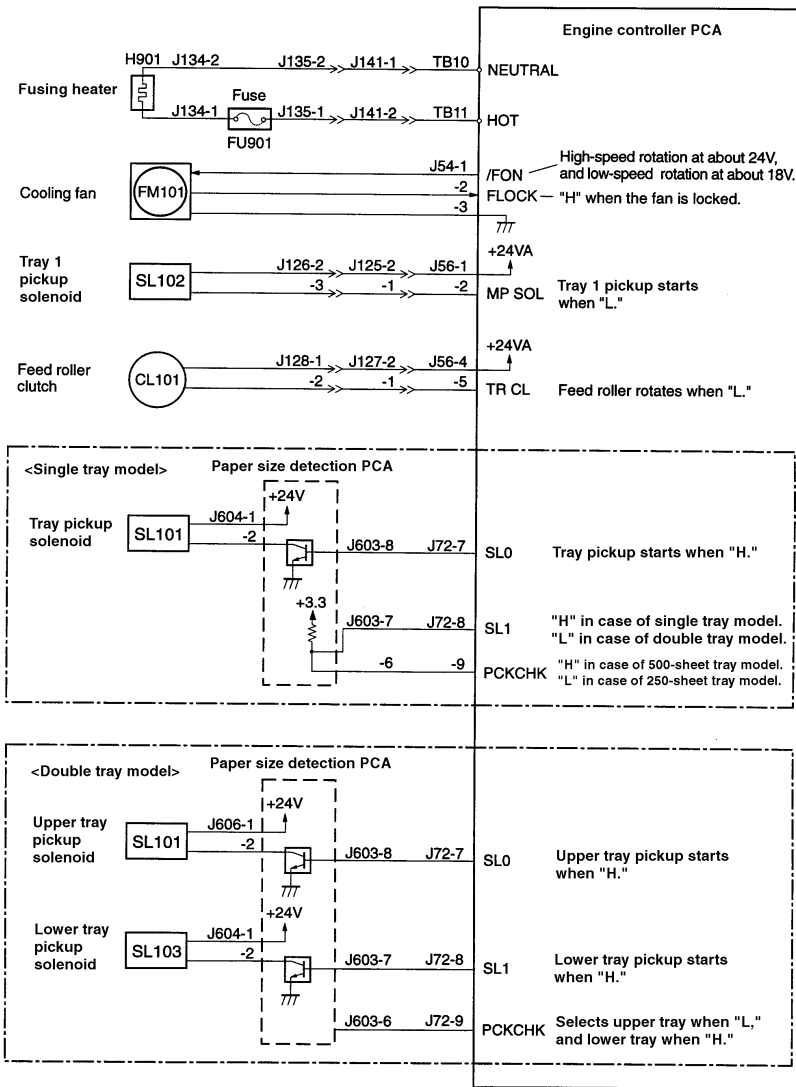 Engine controller PCA
H901 J134-2 J135-2 J141-1 TB10 NEUTRAL
Fusing heater
Fuse
J134-1 J135-1 J141-2 TB11 HOT
FU901
J54-1 /FON High-speed rotation at about 24V,
and low-speed rotation at about 18V.
Cooling fan FM101 -2 FLOCK "H" when the fan is locked.
-3
+24VA
Tray 1
pickup
solenoid
SL102
J126-2 J125-2 J56-1
-3 -1 -2 MP SOL
Tray 1 pickup starts
when "L."
+24VA
Feed roller
clutch
CL101
J128-1 J127-2 J56-4
-2 -1 -5 TR CL Feed roller rotates when "L."
<Single tray model> Paper size detection PCA
+24V
Tray pickup
solenoid
SL101
J604-1
-2
J603-8 J72-7 SL0 Tray pickup starts when "H."
+3.3
J603-7 J72-8 SL1
"H" in case of single tray model.
"L" in case of double tray model.
-6 -9 PCKCHK
"H" in case of 500-sheet tray model.
"L" in case of 250-sheet tray model.
<Double tray model> Paper size detection PCA
+24V
Upper tray
pickup
solenoid
SL101
J606-1
-2
J603-8 J72-7 SL0
Upper tray pickup starts
when "H."
+24V
Lower tray
pickup
solenoid
SL103
J604-1
-2
J603-7 J72-8 SL1
Lower tray pickup starts
when "H."
J603-6 J72-9 PCKCHK
Selects upper tray when "L,"
and lower tray when "H."